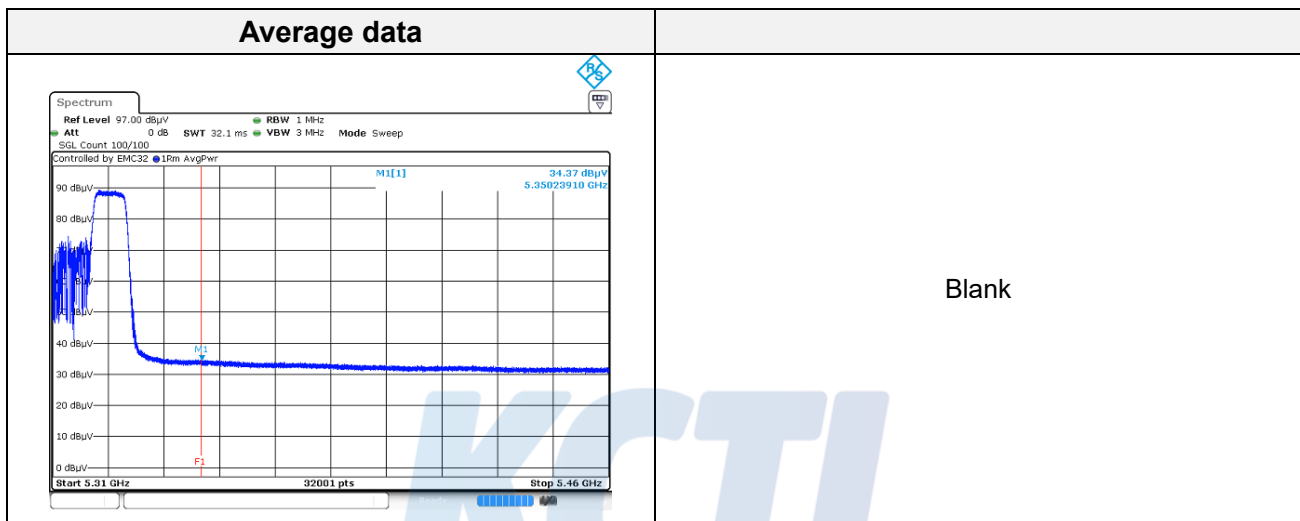 Average data
R&S
Spectrum
Ref Level 97.00 dBµV RBW 1 MHz
Att 0 dB SWT 32.1 ms VBW 3 MHz Mode Sweep
SGL Count 100/100
Controlled by EMC32 1Rm AvgPwr
M1[1] 34.37 dBµV
5.35023910 GHz
90 dBµV
80 dBµV
40 dBµV
M1
30 dBµV
20 dBµV
10 dBµV
F1
0 dBµV
Start 5.31 GHz 32001 pts Stop 5.46 GHz
Blank
KCTL